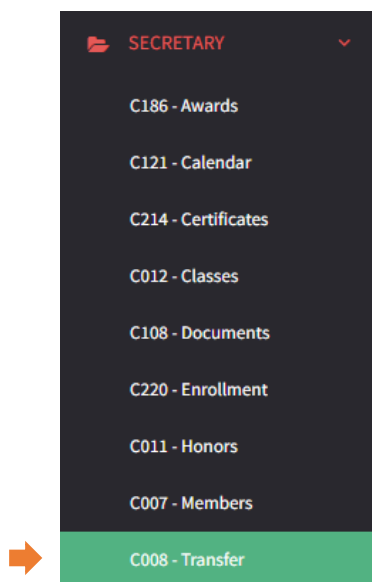 SECRETARY
C186 - Awards
C121 - Calendar
C214 - Certificates
C012 - Classes
C108 - Documents
C220 - Enrollment
C011 - Honors
C007 - Members
C008 - Transfer